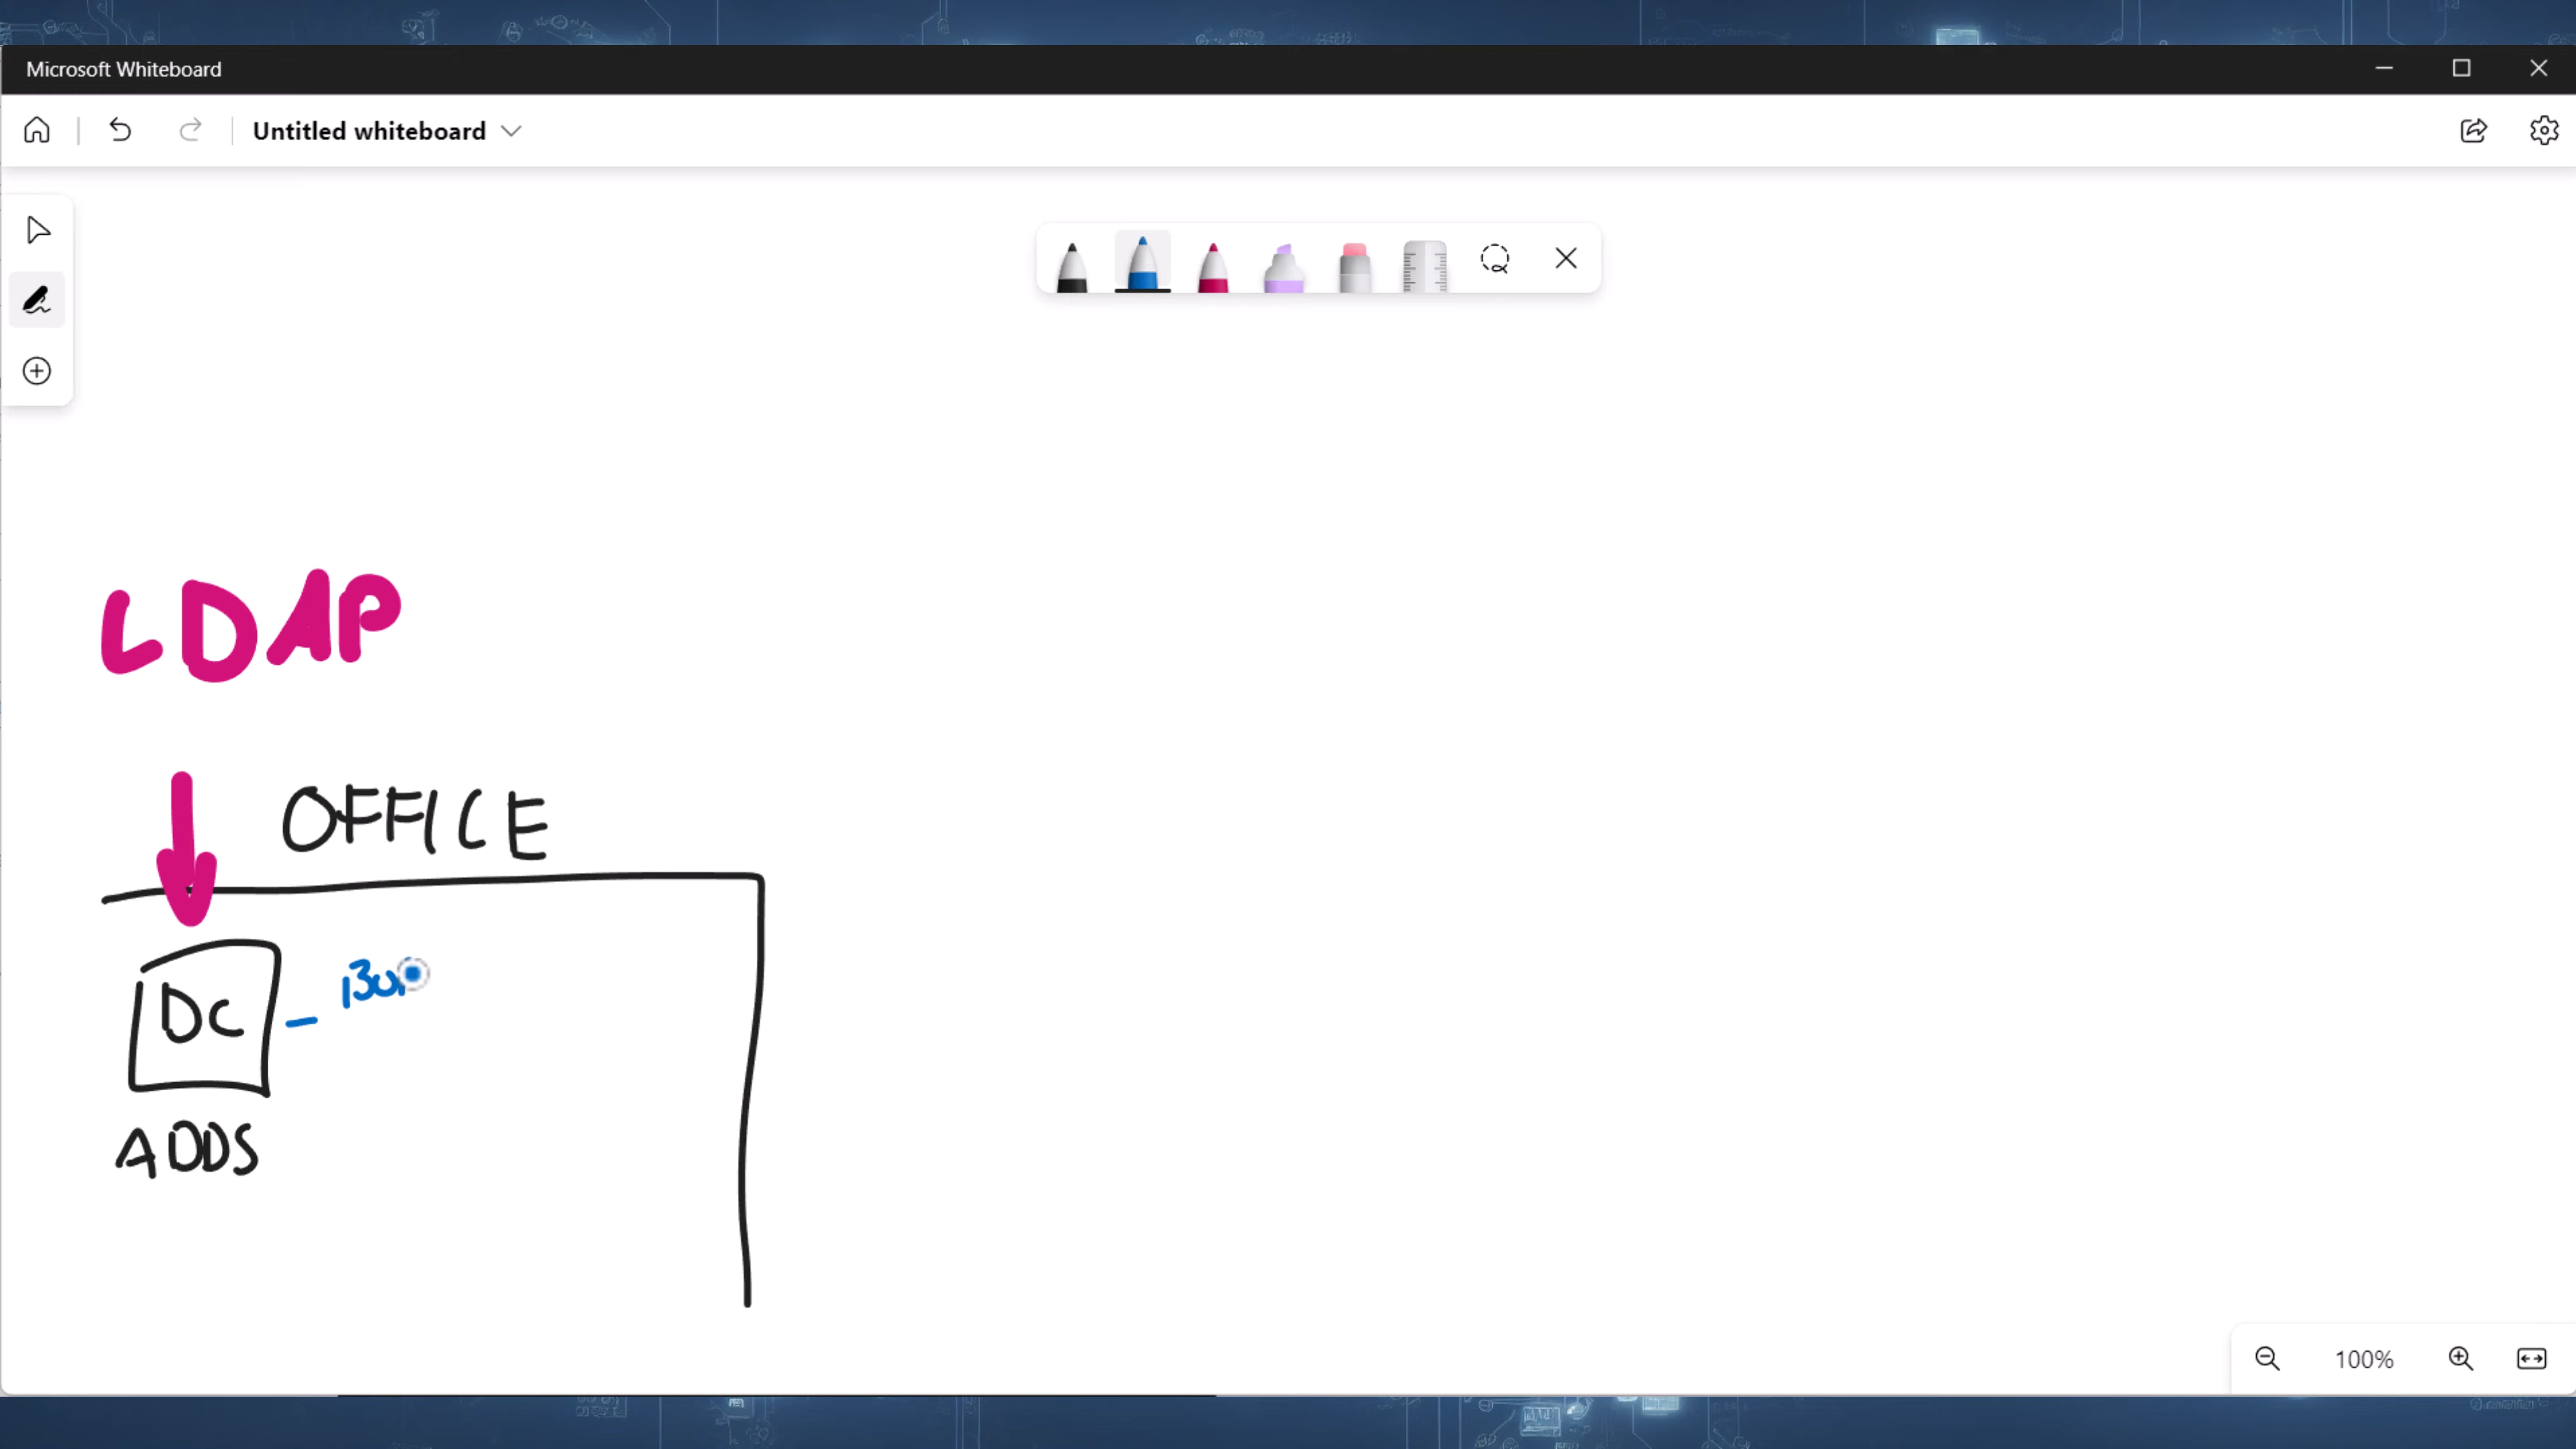 Microsoft Whiteboard
Untitled whiteboard
LDAP
OFFICE
DC
ADDS
100%